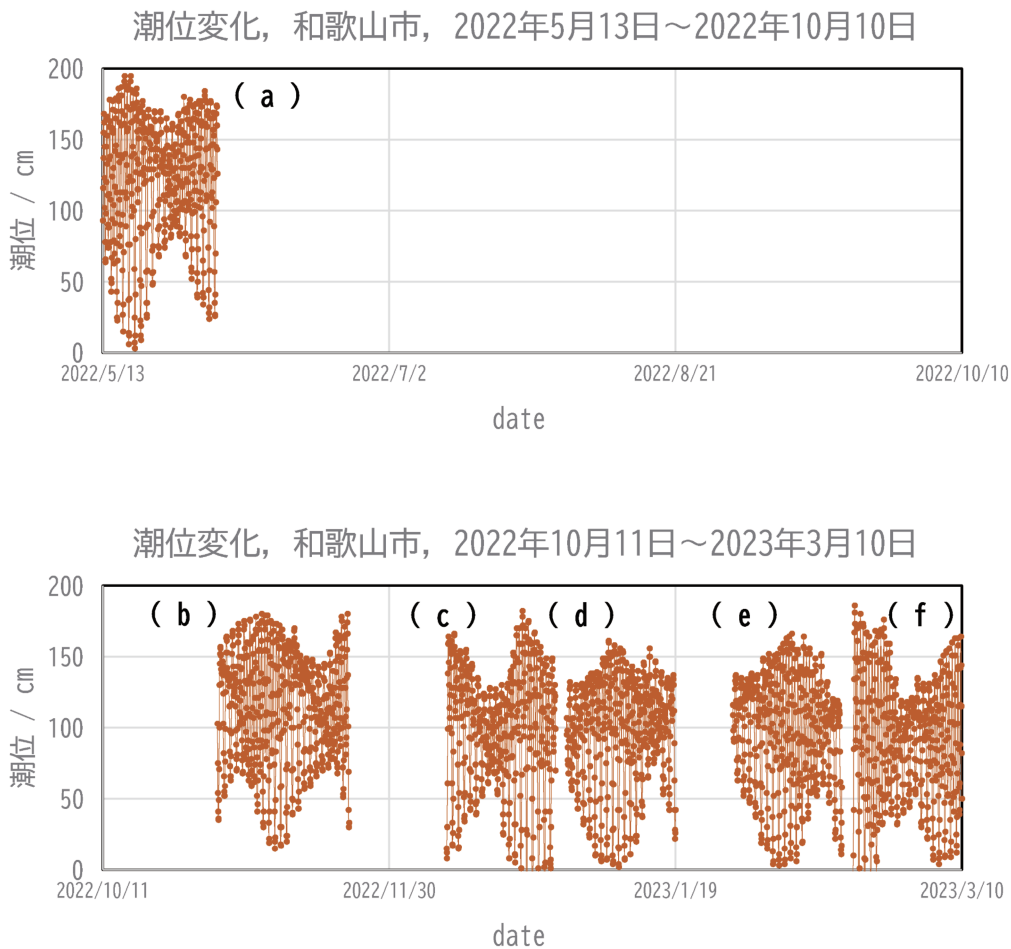 潮位変化，和歌山市，2022年5月13日～2022年10月10日
200
( a )
150
潮位 / cm
100
50
0
2022/5/13 2022/7/2 2022/8/21 2022/10/10
date
潮位変化，和歌山市，2022年10月11日～2023年3月10日
200
( b ) ( c ) ( d ) ( e ) ( f )
150
潮位 / cm
100
50
0
2022/10/11 2022/11/30 2023/1/19 2023/3/10
date